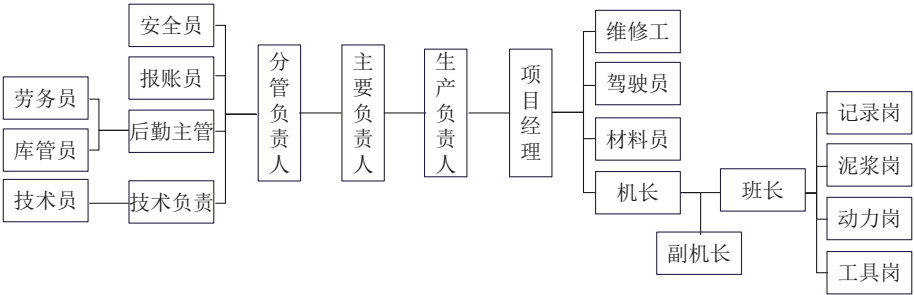 安全员
报账员
后勤主管
技术负责
劳务员
库管员
技术员
分管负责人
主要负责人
生产负责人
项目经理
维修工
驾驶员
材料员
机长
副机长
班长
记录岗
泥浆岗
动力岗
工具岗